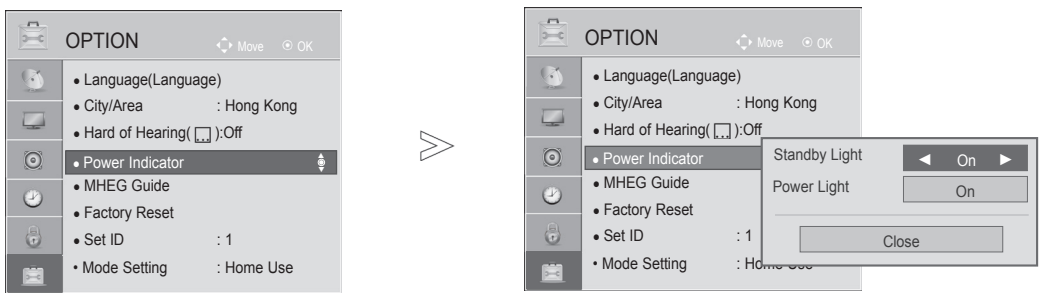 OPTION Move OK
• Language(Language)
• City/Area : Hong Kong
• Hard of Hearing( ):Off
• Power Indicator
• MHEG Guide
• Factory Reset
• Set ID : 1
• Mode Setting : Home Use
OPTION Move OK
• Language(Language)
• City/Area : Hong Kong
• Hard of Hearing( ):Off
• Power Indicator
• MHEG Guide
• Factory Reset
• Set ID : 1
• Mode Setting : Home Use
Standby Light ◀ On ▶
Power Light On
Close